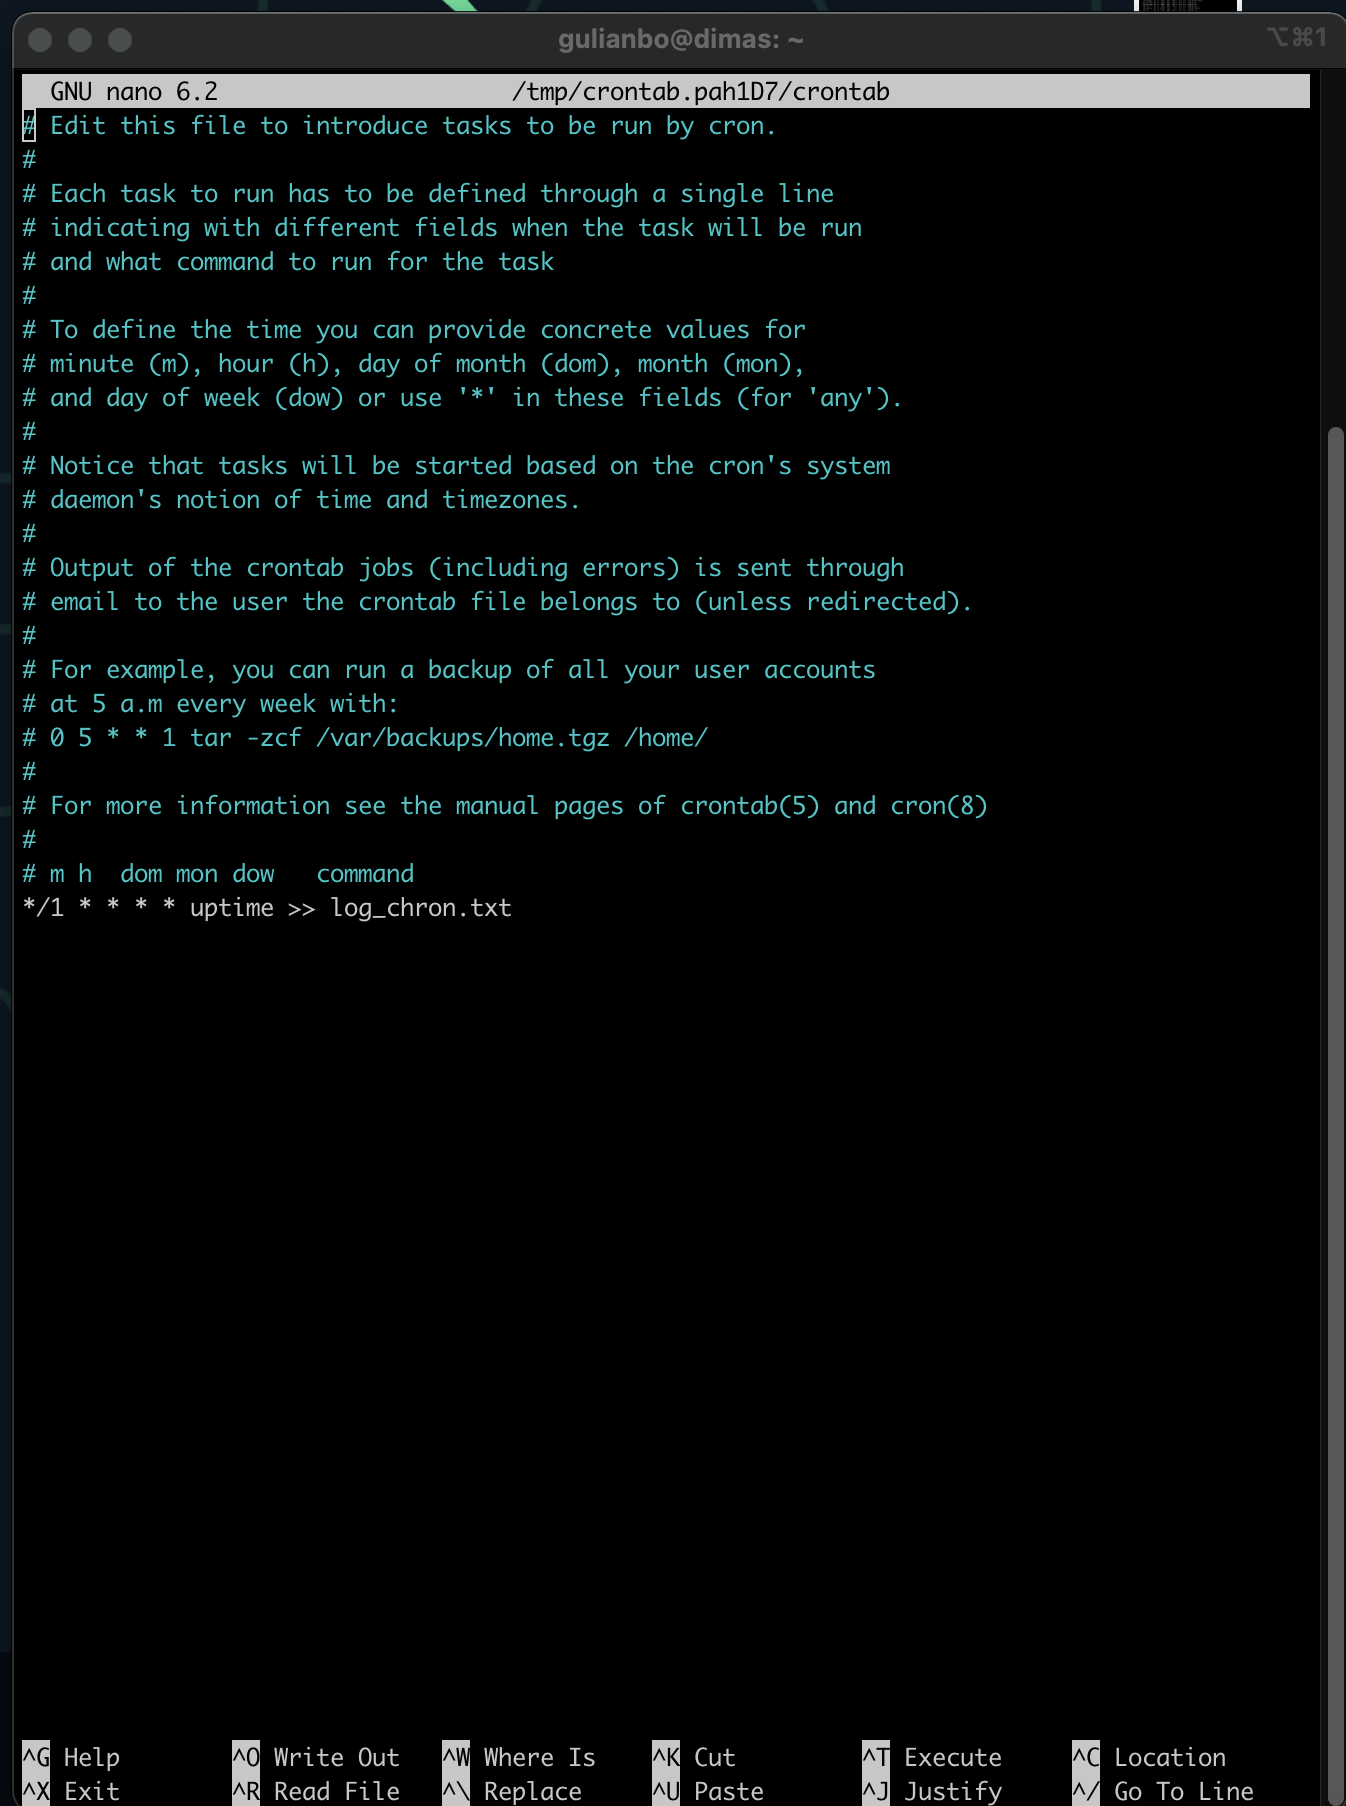 gulianbo@dimas: ~
⌥⌘1
GNU nano 6.2 /tmp/crontab.pah1D7/crontab
# Edit this file to introduce tasks to be run by cron.
#
# Each task to run has to be defined through a single line
# indicating with different fields when the task will be run
# and what command to run for the task
#
# To define the time you can provide concrete values for
# minute (m), hour (h), day of month (dom), month (mon),
# and day of week (dow) or use '*' in these fields (for 'any').
#
# Notice that tasks will be started based on the cron's system
# daemon's notion of time and timezones.
#
# Output of the crontab jobs (including errors) is sent through
# email to the user the crontab file belongs to (unless redirected).
#
# For example, you can run a backup of all your user accounts
# at 5 a.m every week with:
# 0 5 * * 1 tar -zcf /var/backups/home.tgz /home/
#
# For more information see the manual pages of crontab(5) and cron(8)
#
# m h  dom mon dow   command
*/1 * * * * uptime >> log_chron.txt
^G Help ^O Write Out ^W Where Is ^K Cut ^T Execute ^C Location
^X Exit ^R Read File ^\ Replace ^U Paste ^J Justify ^/ Go To Line